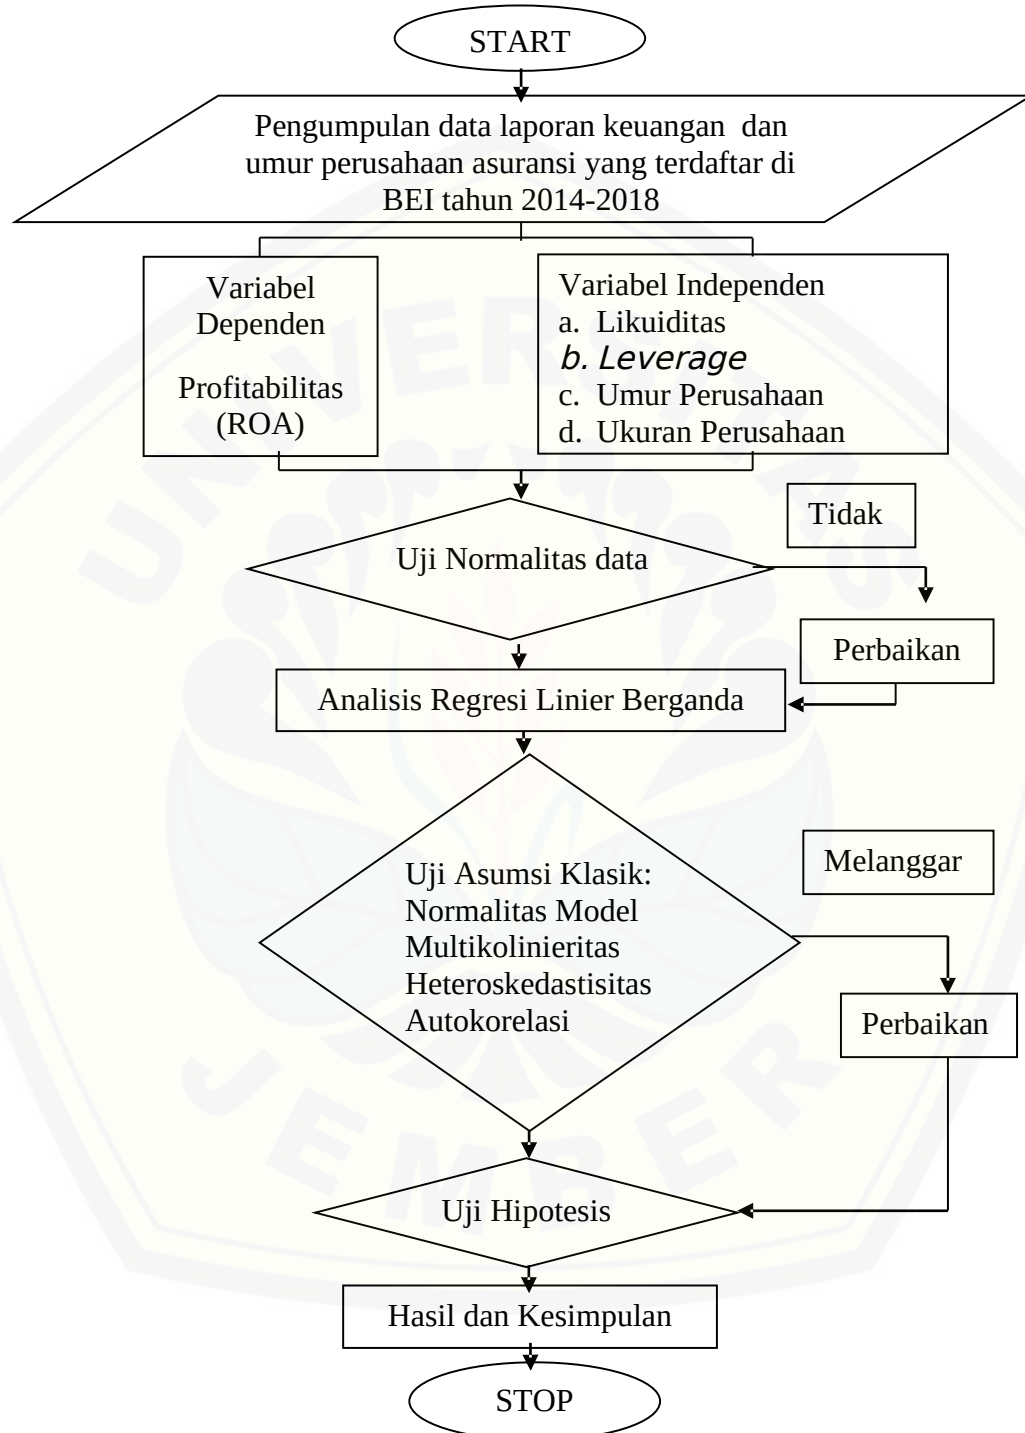 START
Pengumpulan data laporan keuangan dan
umur perusahaan asuransi yang terdaftar di
BEI tahun 2014-2018
Variabel
Dependen
Profitabilitas
(ROA)
Variabel Independen
a. Likuiditas
b. Leverage
c. Umur Perusahaan
d. Ukuran Perusahaan
Uji Normalitas data
Tidak
Perbaikan
Analisis Regresi Linier Berganda
Uji Asumsi Klasik:
Normalitas Model
Multikolinieritas
Heteroskedastisitas
Autokorelasi
Melanggar
Perbaikan
Uji Hipotesis
Hasil dan Kesimpulan
STOP
UNIVERSITAS
JEMBER